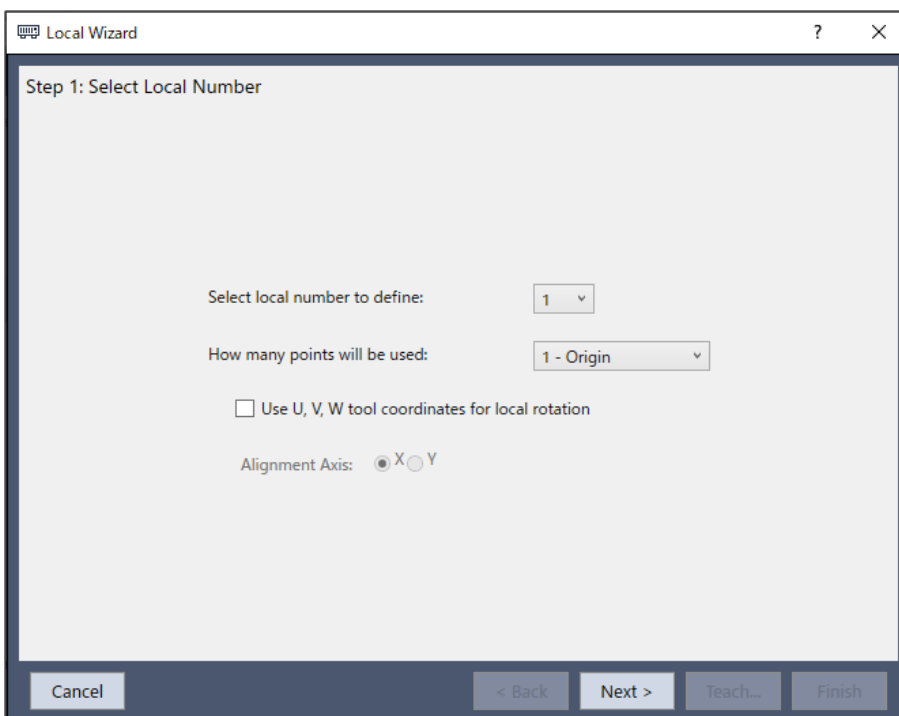 Local Wizard ?
Step 1: Select Local Number
Select local number to define: 1
How many points will be used: 1 - Origin
Use U, V, W tool coordinates for local rotation
Alignment Axis: X Y
Cancel < Back Next > Teach... Finish